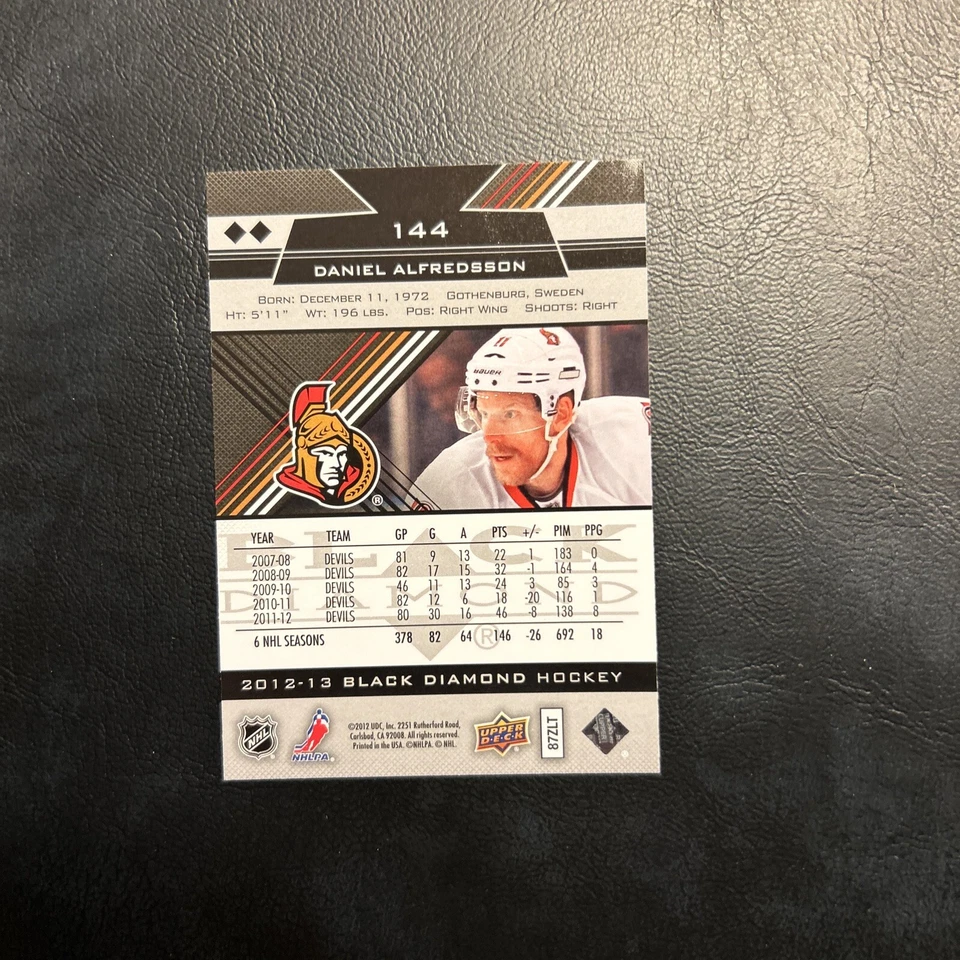 144
DANIEL ALFREDSSON
BORN: DECEMBER 11, 1972 GOTHENBURG, SWEDEN
HT: 5'11" WT: 196 LBS. POS: RIGHT WING SHOOTS: RIGHT
11
BAUER
®
BLACK
DIAMOND
®
YEAR TEAM GP G A PTS +/- PIM PPG
2007-08 DEVILS 81 9 13 22 1 183 0
2008-09 DEVILS 82 17 15 32 -1 164 4
2009-10 DEVILS 46 11 13 24 3 85 3
2010-11 DEVILS 82 12 6 18 -20 116 1
2011-12 DEVILS 80 30 16 46 -8 138 8
6 NHL SEASONS 378 82 64 146 -26 692 18
2012-13 BLACK DIAMOND HOCKEY
NHL
NHLPA
©2012 UDC, Inc. 2251 Rutherford Road,
Carlsbad, CA 92008. All rights reserved.
Printed in the USA. ©NHLPA. © NHL.
UPPER
DECK
87ZLT